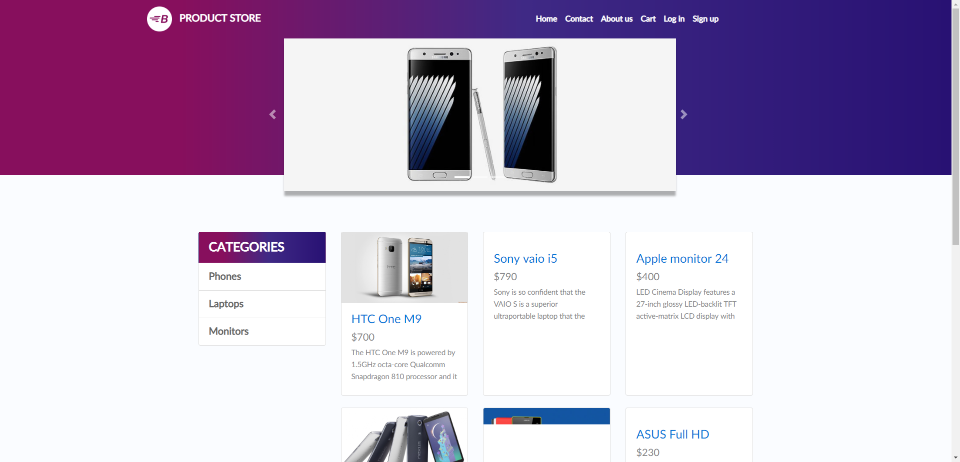 PRODUCT STORE
Home Contact About us Cart Log in Sign up
CATEGORIES
Phones
Laptops
Monitors
HTC One M9
$700
The HTC One M9 is powered by
1.5GHz octa-core Qualcomm
Snapdragon 810 processor and it
Sony vaio i5
$790
Sony is so confident that the
VAIO S is a superior
ultraportable laptop that the
Apple monitor 24
$400
LED Cinema Display features a
27-inch glossy LED-backlit TFT
active-matrix LCD display with
ASUS Full HD
$230